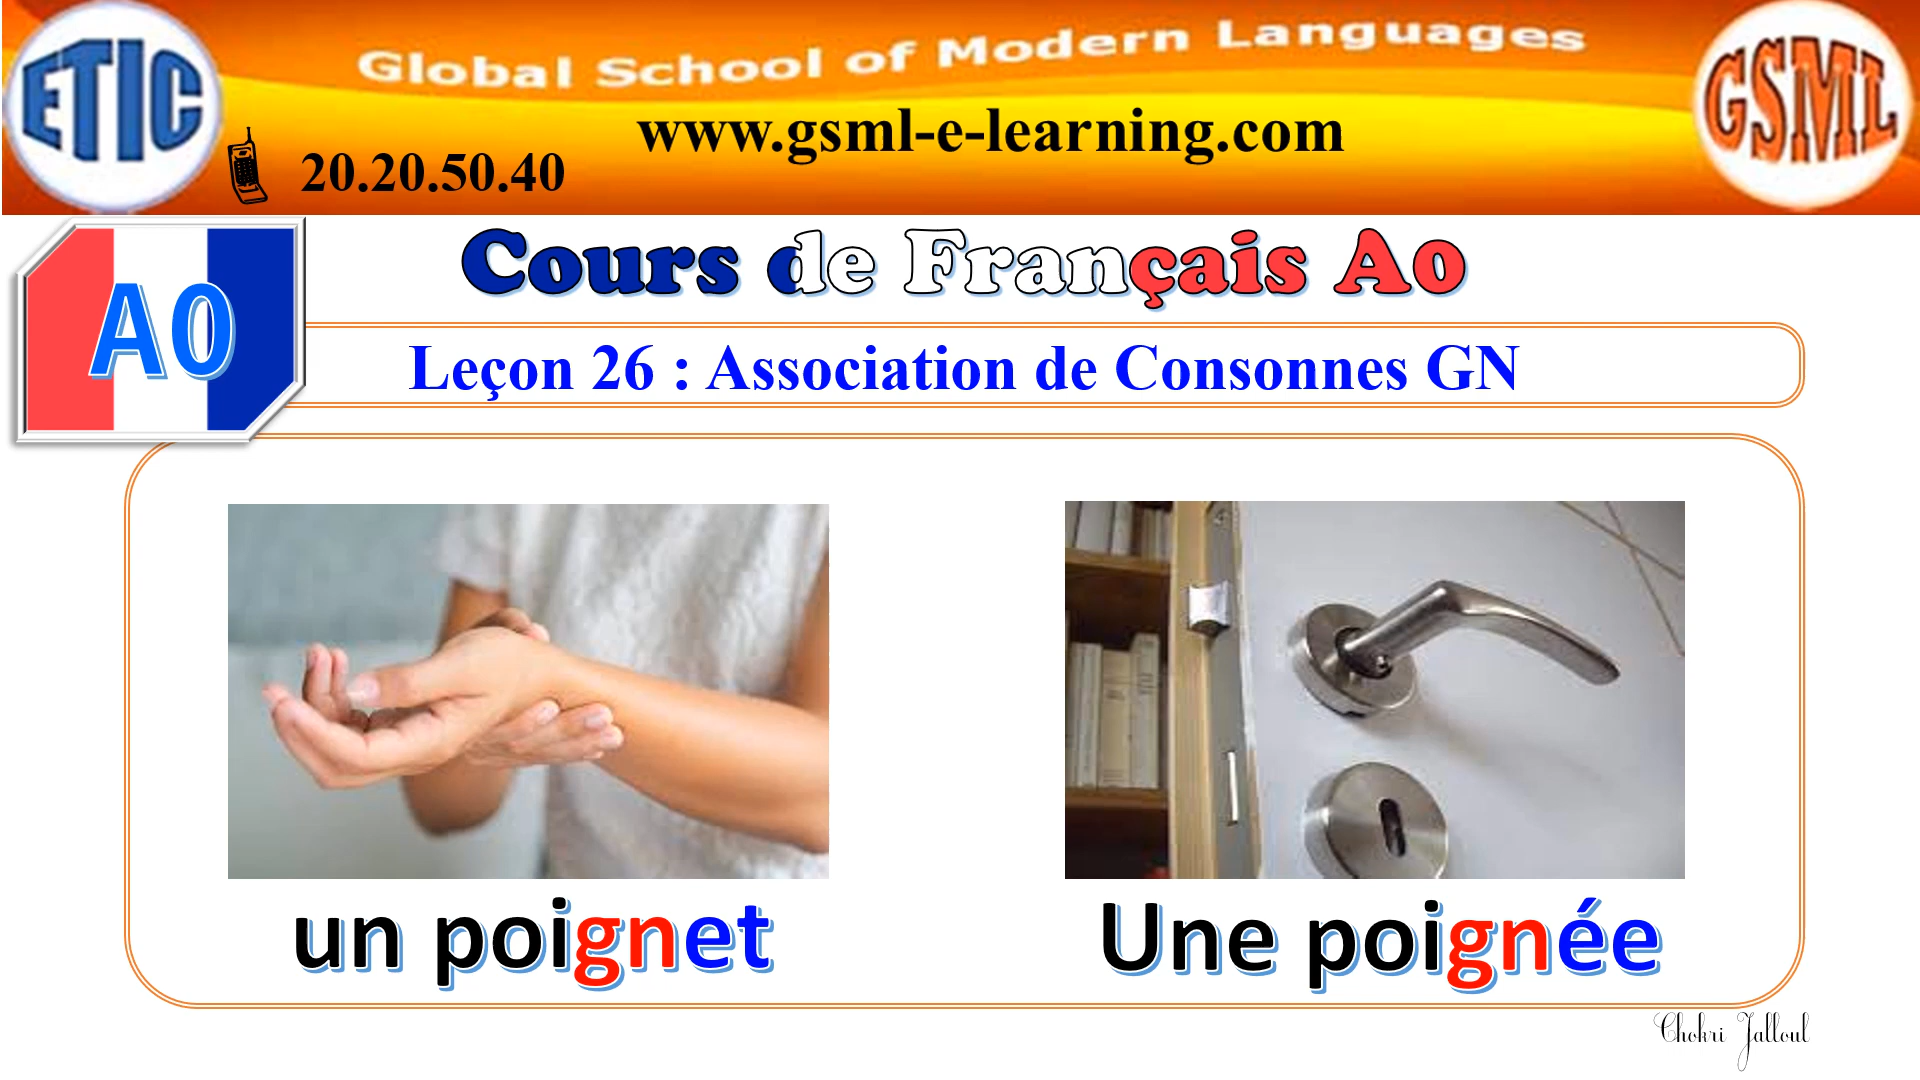 ETIC
Global School of Modern Languages
GSML
www.gsml-e-learning.com
20.20.50.40
Cours de Français A0
A0
Leçon 26 : Association de Consonnes GN
un poignet
Une poignée
Chokri Jalloul